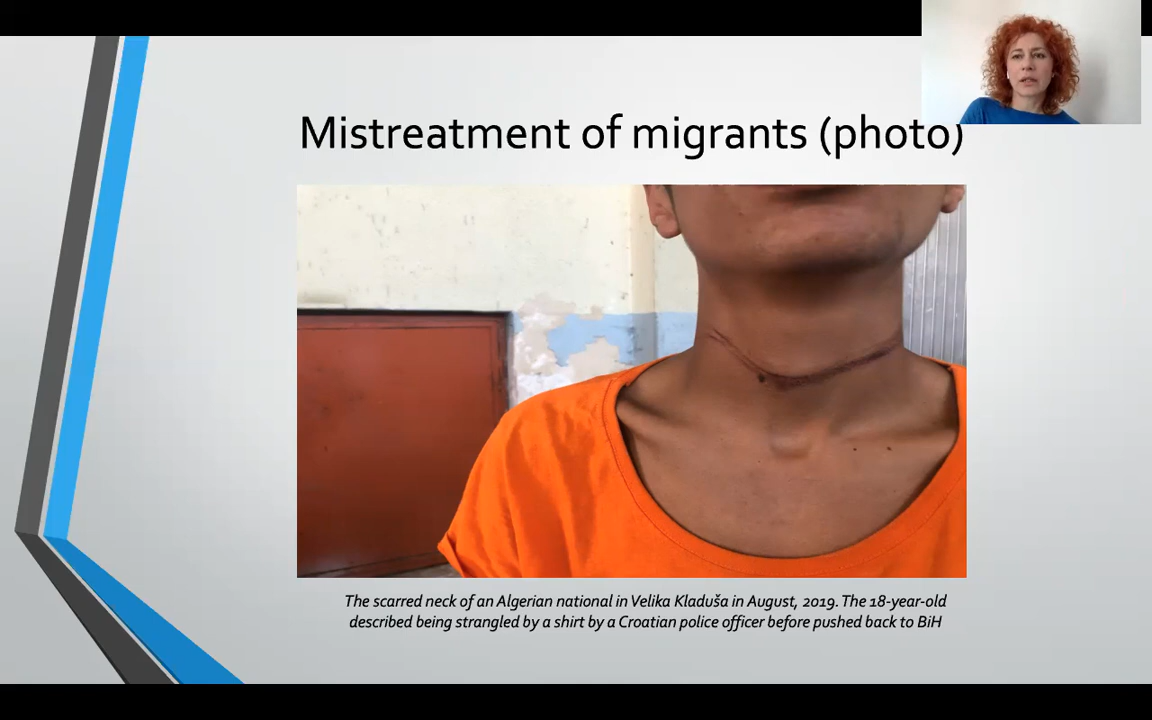 Mistreatment of migrants (photo)
The scarred neck of an Algerian national in Velika Kladuša in August, 2019. The 18-year-old
described being strangled by a shirt by a Croatian police officer before pushed back to BiH